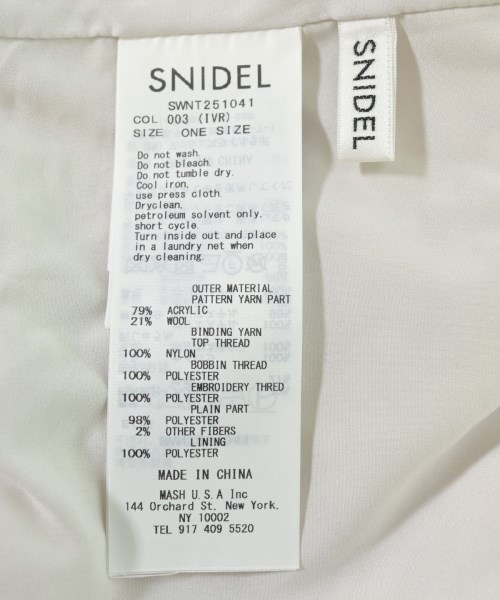 SNIDEL
SWNT251041
COL 003 (IVR)
SIZE ONE SIZE
Do not wash.
Do not bleach.
Do not tumble dry.
Cool iron,
use press cloth.
Dryclean,
petroleum solvent only.
short cycle.
Turn inside out and place
in a laundry net when
dry cleaning.
OUTER MATERIAL
PATTERN YARN PART
79% ACRYLIC
21% WOOL
BINDING YARN
TOP THREAD
100% NYLON
BOBBIN THREAD
100% POLYESTER
EMBROIDERY THRED
100% POLYESTER
PLAIN PART
98% POLYESTER
2% OTHER FIBERS
LINING
100% POLYESTER
MADE IN CHINA
MASH U.S.A Inc
144 Orchard St. New York.
NY 10002
TEL 917 409 5520
SNIDEL